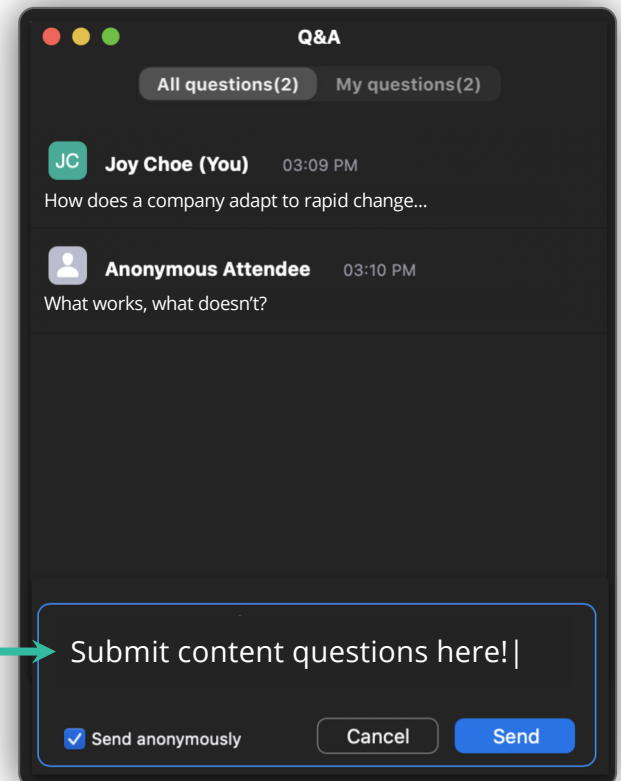 Q&A
All questions(2) My questions(2)
JC Joy Choe (You) 03:09 PM
How does a company adapt to rapid change...
Anonymous Attendee 03:10 PM
What works, what doesn’t?
Submit content questions here!
Send anonymously Cancel Send